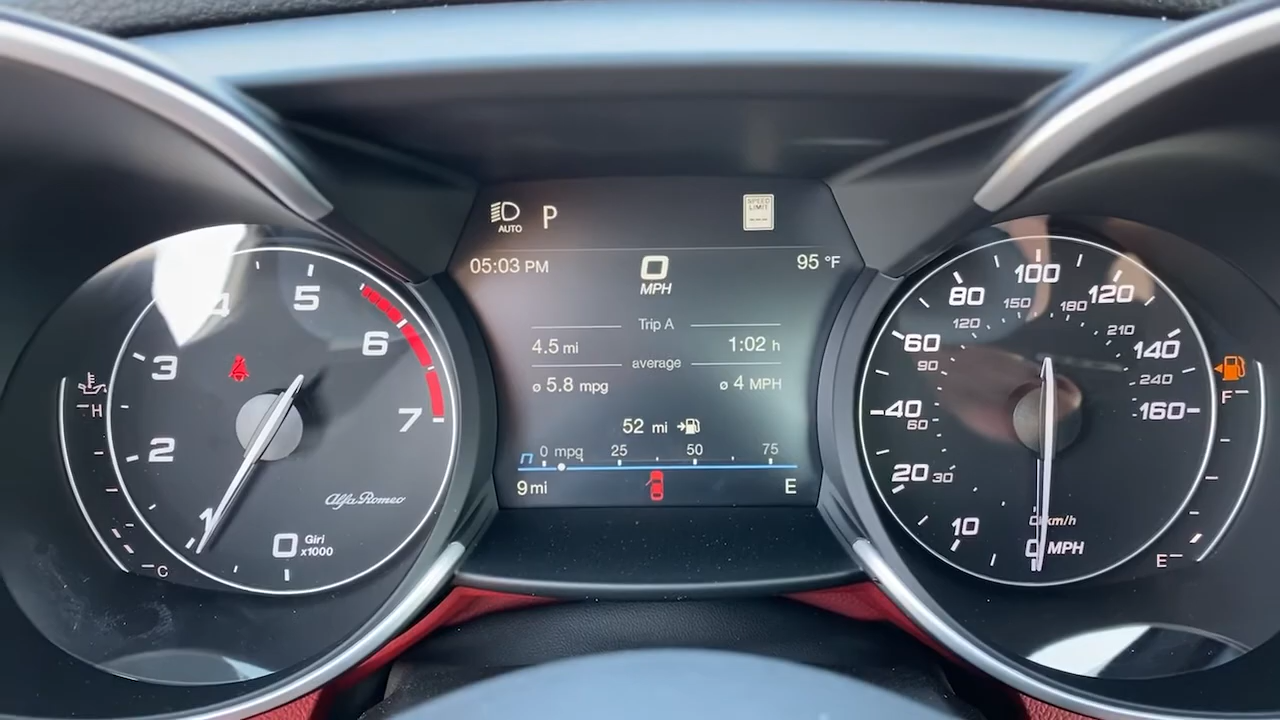 AUTO
P
SPEED
LIMIT
05:03 PM
0
MPH
95 °F
Trip A
4.5 mi
1:02 h
average
ø 5.8 mpg
ø 4 MPH
52 mi
0 mpg 25 50 75
9 mi
E
1
2
3
4
5
6
7
Alfa Romeo
0 Giri
x1000
H
C
0 MPH
0 km/h
10
20 30
40
60
60
90
80
120
100
150
180
120
210
140
240
160
F
E